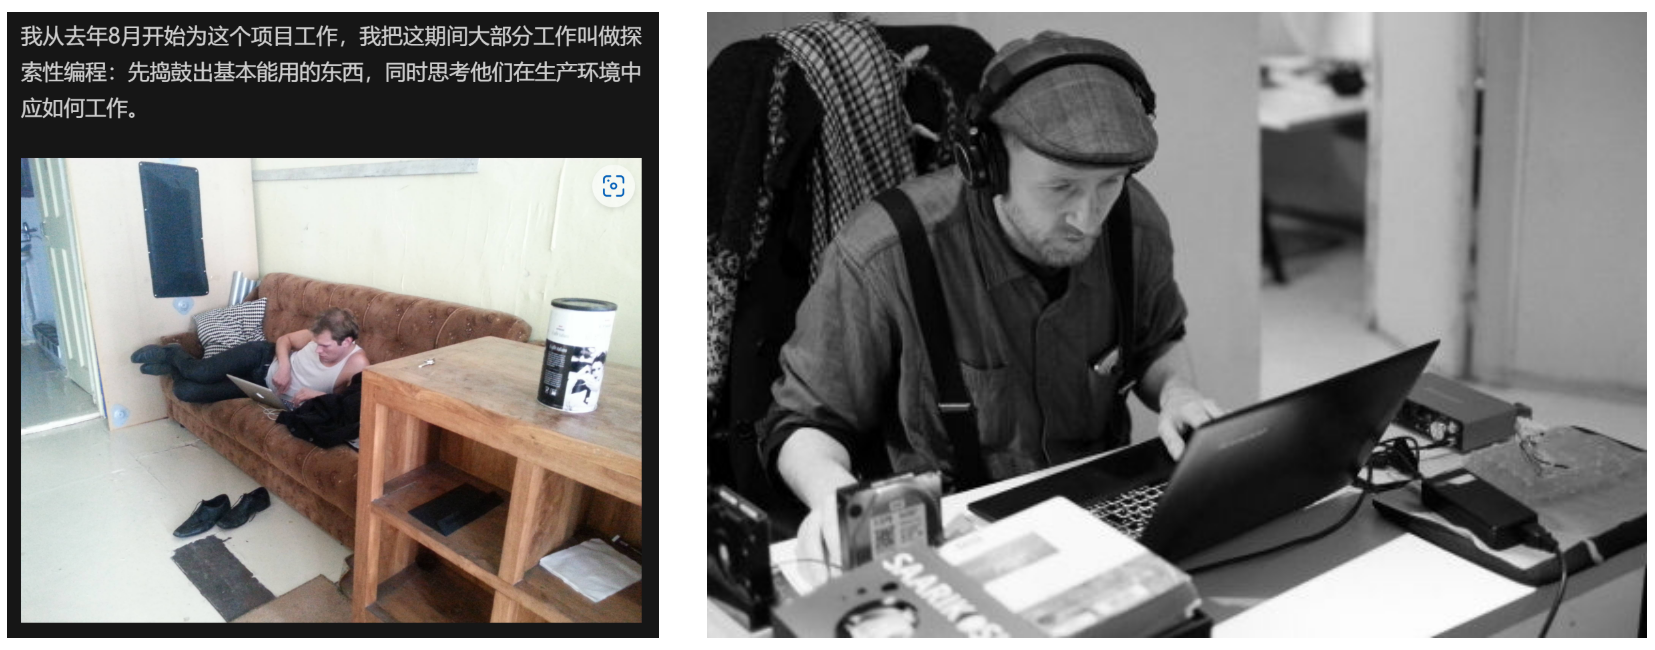 我从去年8月开始为这个项目工作，我把这期间大部分工作叫做探
索性编程：先捣鼓出基本能用的东西，同时思考他们在生产环境中
应如何工作。